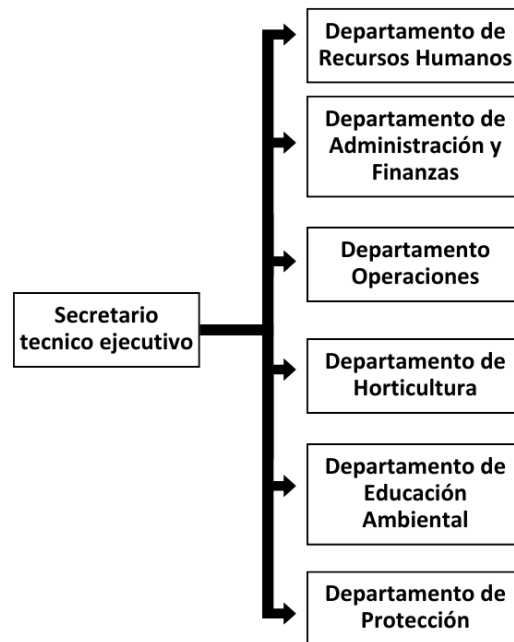 Departamento de
Recursos Humanos
Departamento de
Administración y
Finanzas
Departamento
Operaciones
Secretario
tecnico ejecutivo
Departamento de
Horticultura
Departamento de
Educación
Ambiental
Departamento de
Protección